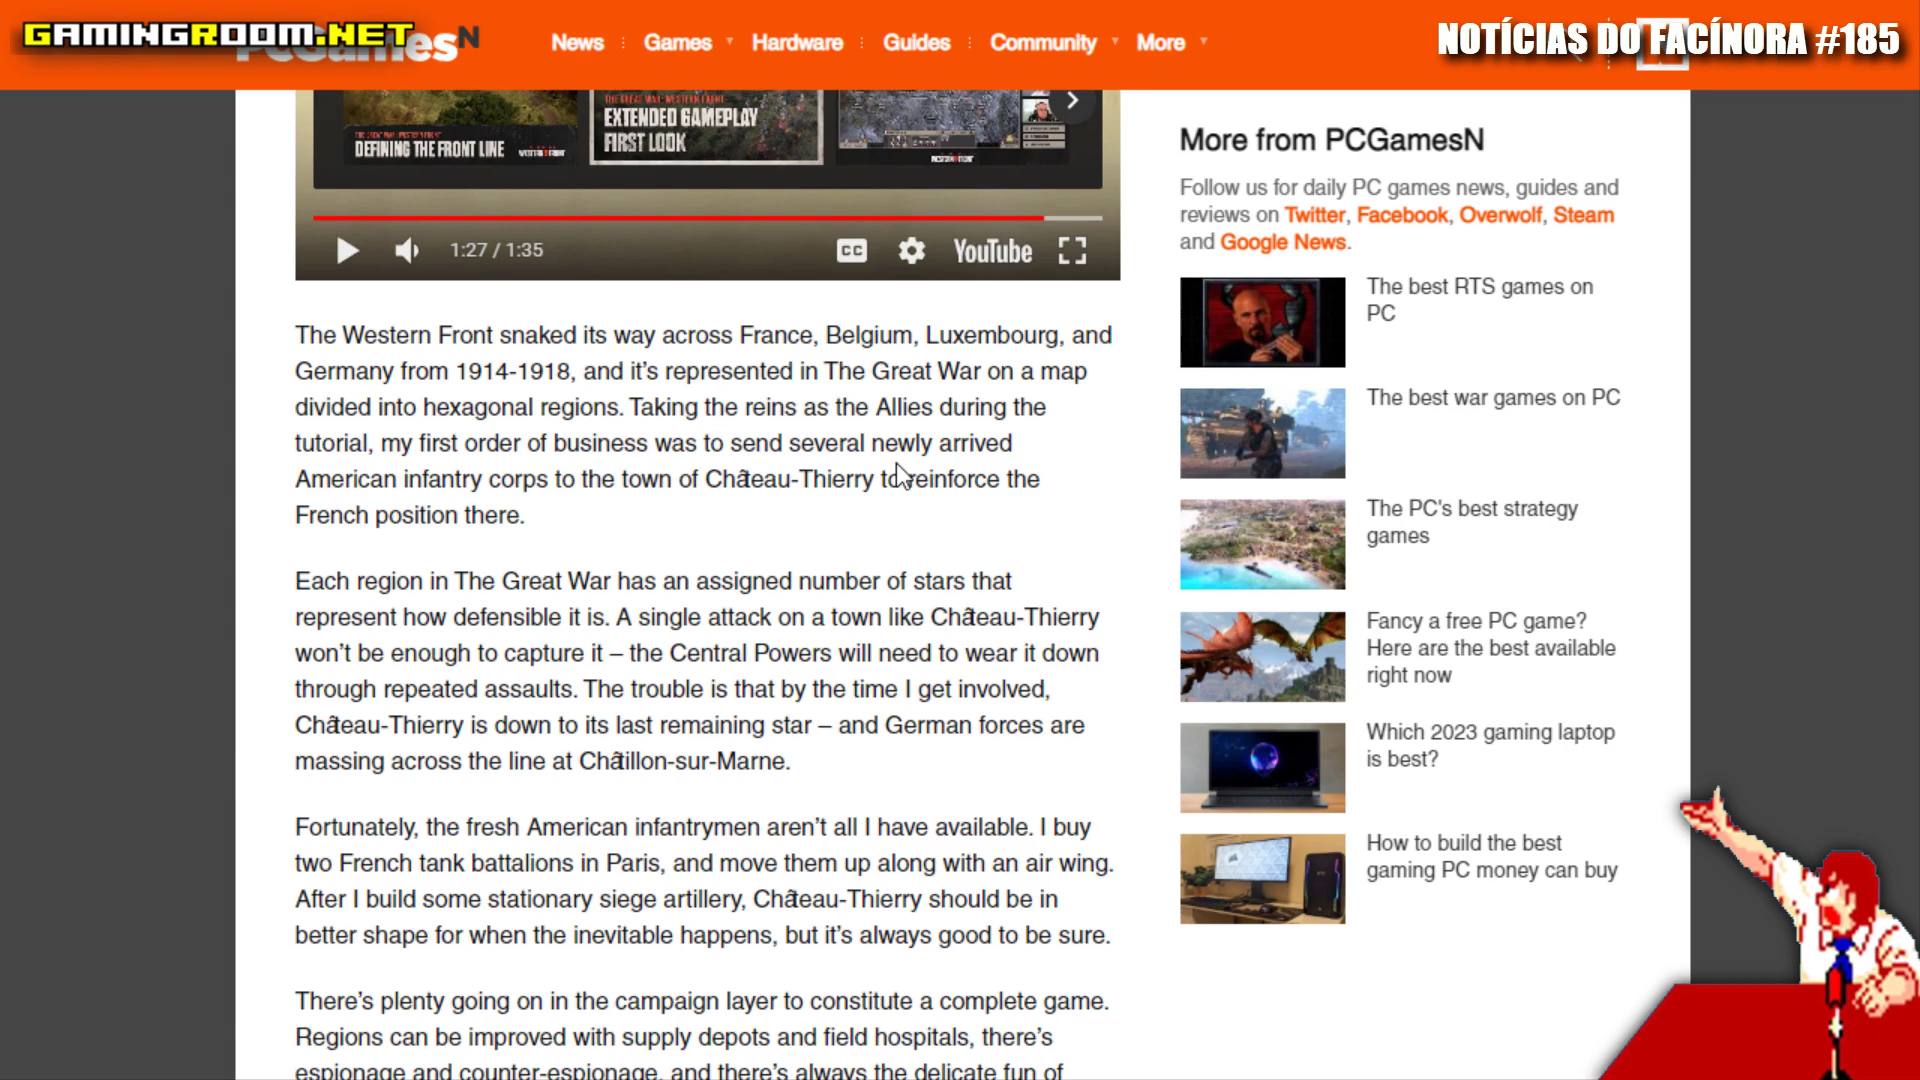 GAMINGROOM.NET
PCGamesN
News
Games
Hardware
Guides
Community
More
NOTÍCIAS DO FACÍNORA #185
THE GREAT WAR: WESTERN FRONT
DEFINING THE FRONT LINE
WESTERN FRONT
THE GREAT WAR: WESTERN FRONT
EXTENDED GAMEPLAY
FIRST LOOK
WESTERN FRONT
1:27 / 1:35
CC
YouTube
The Western Front snaked its way across France, Belgium, Luxembourg, and
Germany from 1914-1918, and it’s represented in The Great War on a map
divided into hexagonal regions. Taking the reins as the Allies during the
tutorial, my first order of business was to send several newly arrived
American infantry corps to the town of Château-Thierry to reinforce the
French position there.
Each region in The Great War has an assigned number of stars that
represent how defensible it is. A single attack on a town like Château-Thierry
won’t be enough to capture it – the Central Powers will need to wear it down
through repeated assaults. The trouble is that by the time I get involved,
Château-Thierry is down to its last remaining star – and German forces are
massing across the line at Châtillon-sur-Marne.
Fortunately, the fresh American infantrymen aren’t all I have available. I buy
two French tank battalions in Paris, and move them up along with an air wing.
After I build some stationary siege artillery, Château-Thierry should be in
better shape for when the inevitable happens, but it’s always good to be sure.
There’s plenty going on in the campaign layer to constitute a complete game.
Regions can be improved with supply depots and field hospitals, there’s
espionage and counter-espionage, and there’s always the delicate fun of
More from PCGamesN
Follow us for daily PC games news, guides and
reviews on Twitter, Facebook, Overwolf, Steam
and Google News.
The best RTS games on
PC
The best war games on PC
The PC's best strategy
games
Fancy a free PC game?
Here are the best available
right now
Which 2023 gaming laptop
is best?
How to build the best
gaming PC money can buy